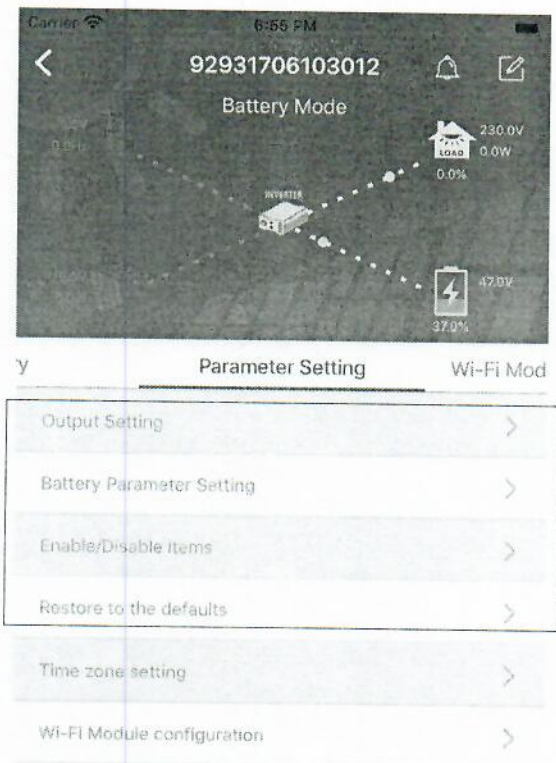 Carrier 6:55 PM
92931706103012
Battery Mode
230.0V
LOAD 0.0W
0.0%
INVERTER
47.0V
37.0%
y Parameter Setting Wi-Fi Mod
Output Setting
Battery Parameter Setting
Enable/Disable items
Restore to the defaults
Time zone setting
Wi-Fi Module configuration